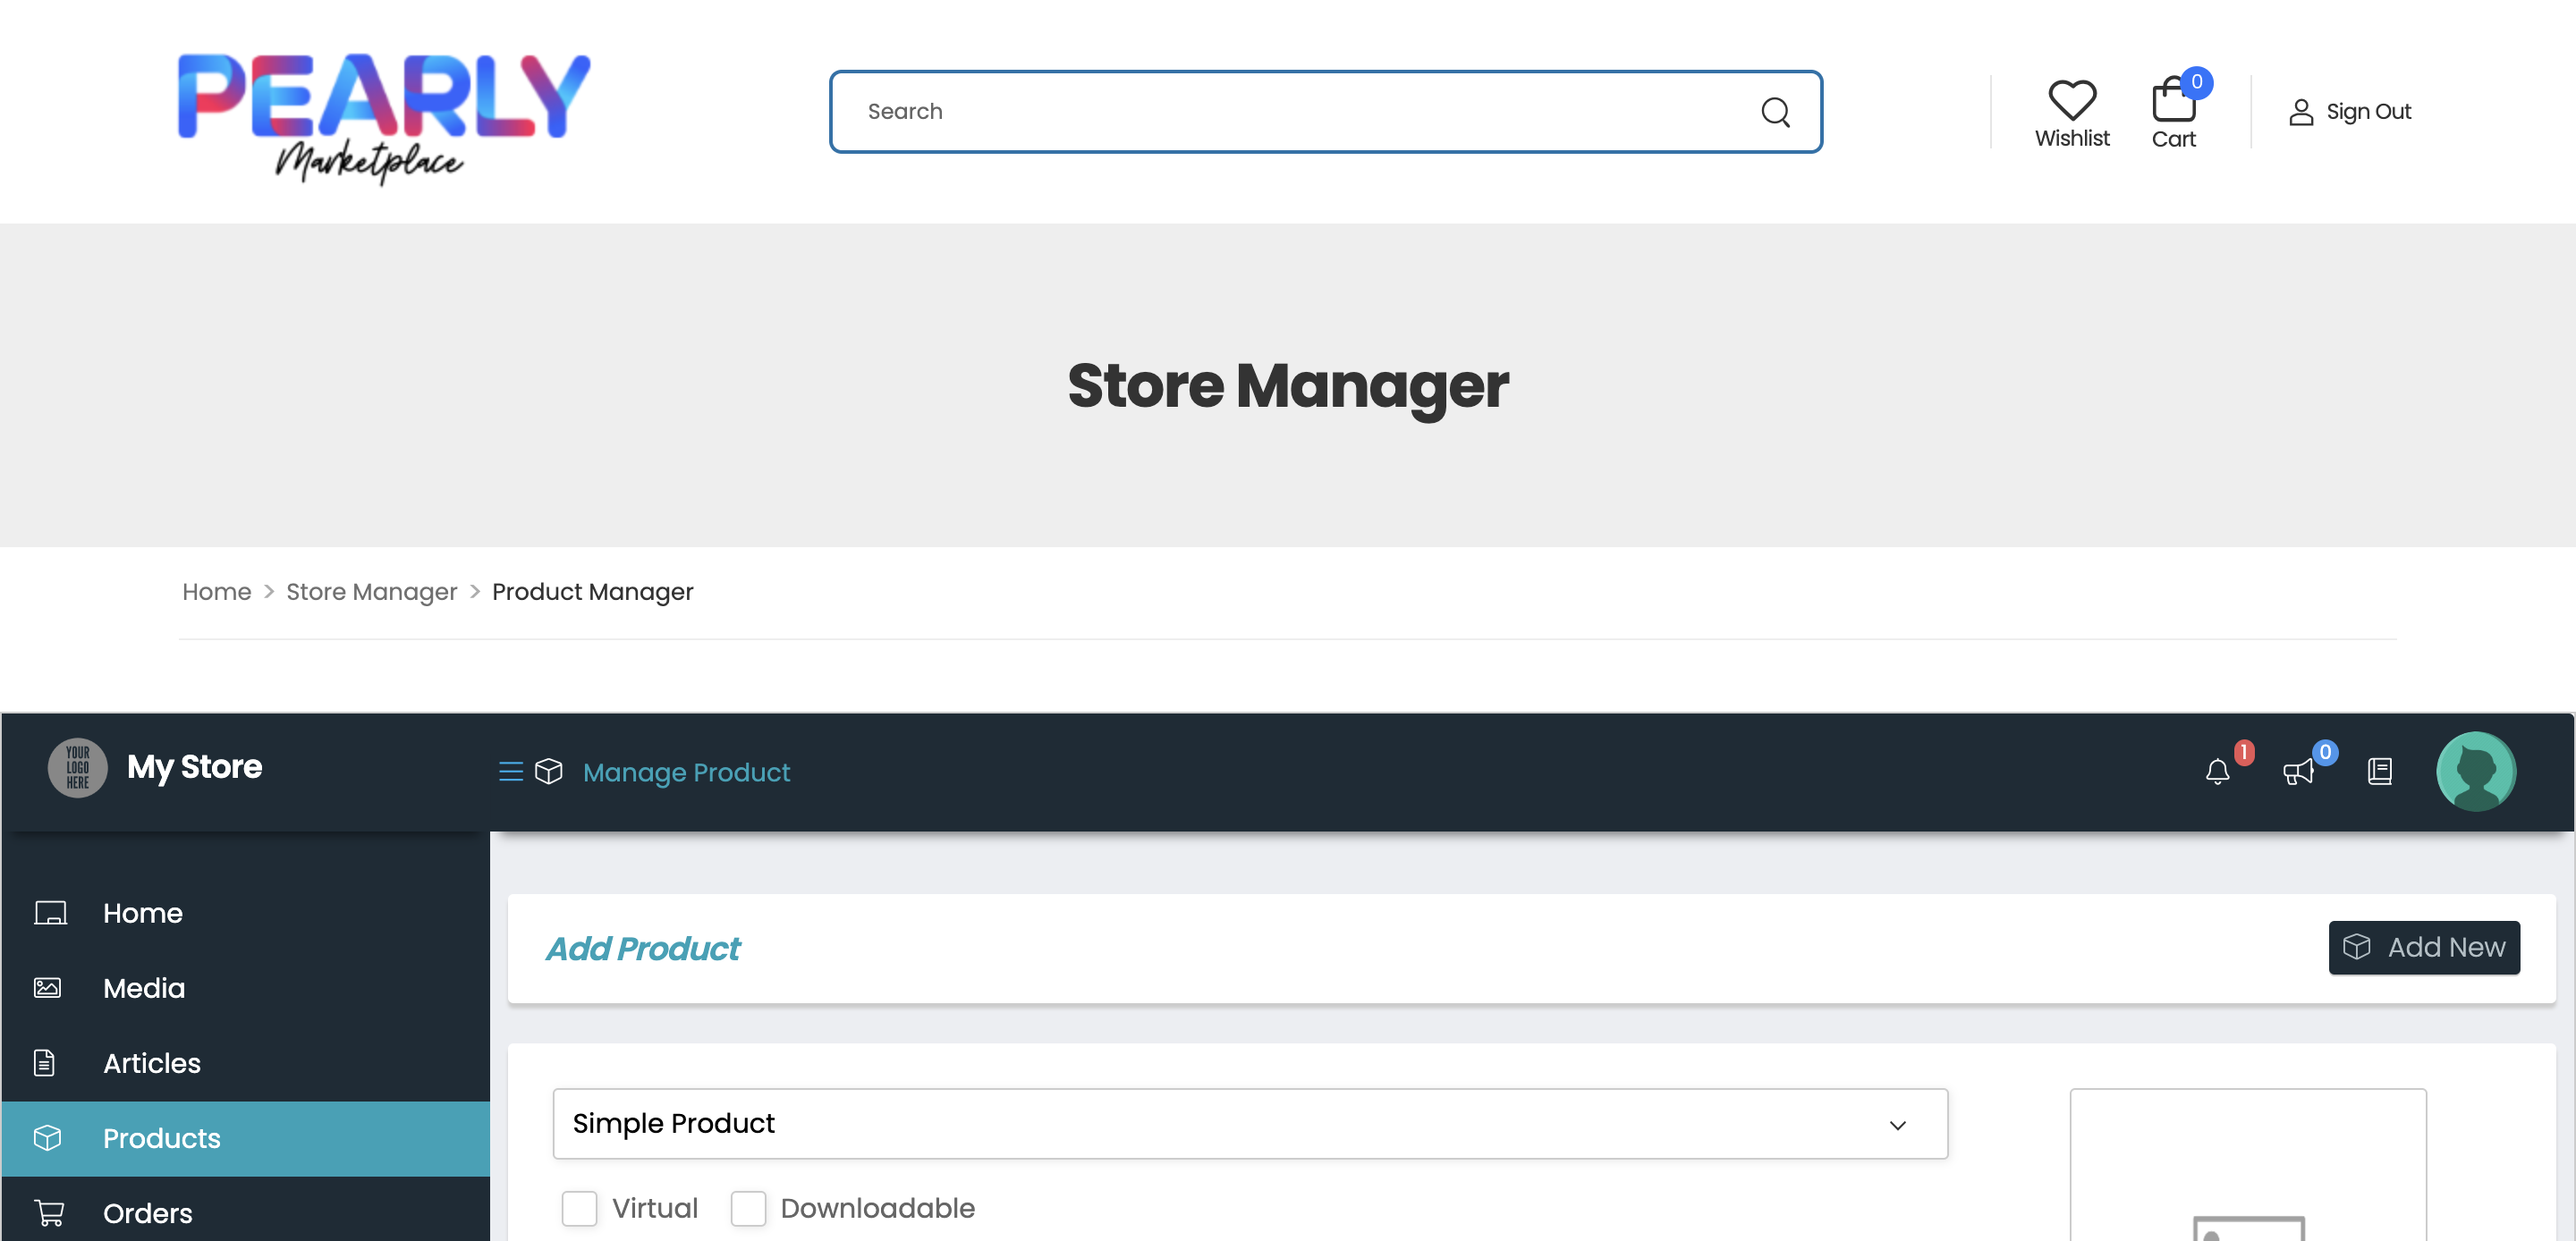 PEARLY
Marketplace
Search
Wishlist
0
Cart
Sign Out
Store Manager
Home > Store Manager > Product Manager
YOUR
LOGO
HERE
My Store
Manage Product
1
0
Home
Media
Articles
Products
Orders
Add Product
Add New
Simple Product
Virtual
Downloadable